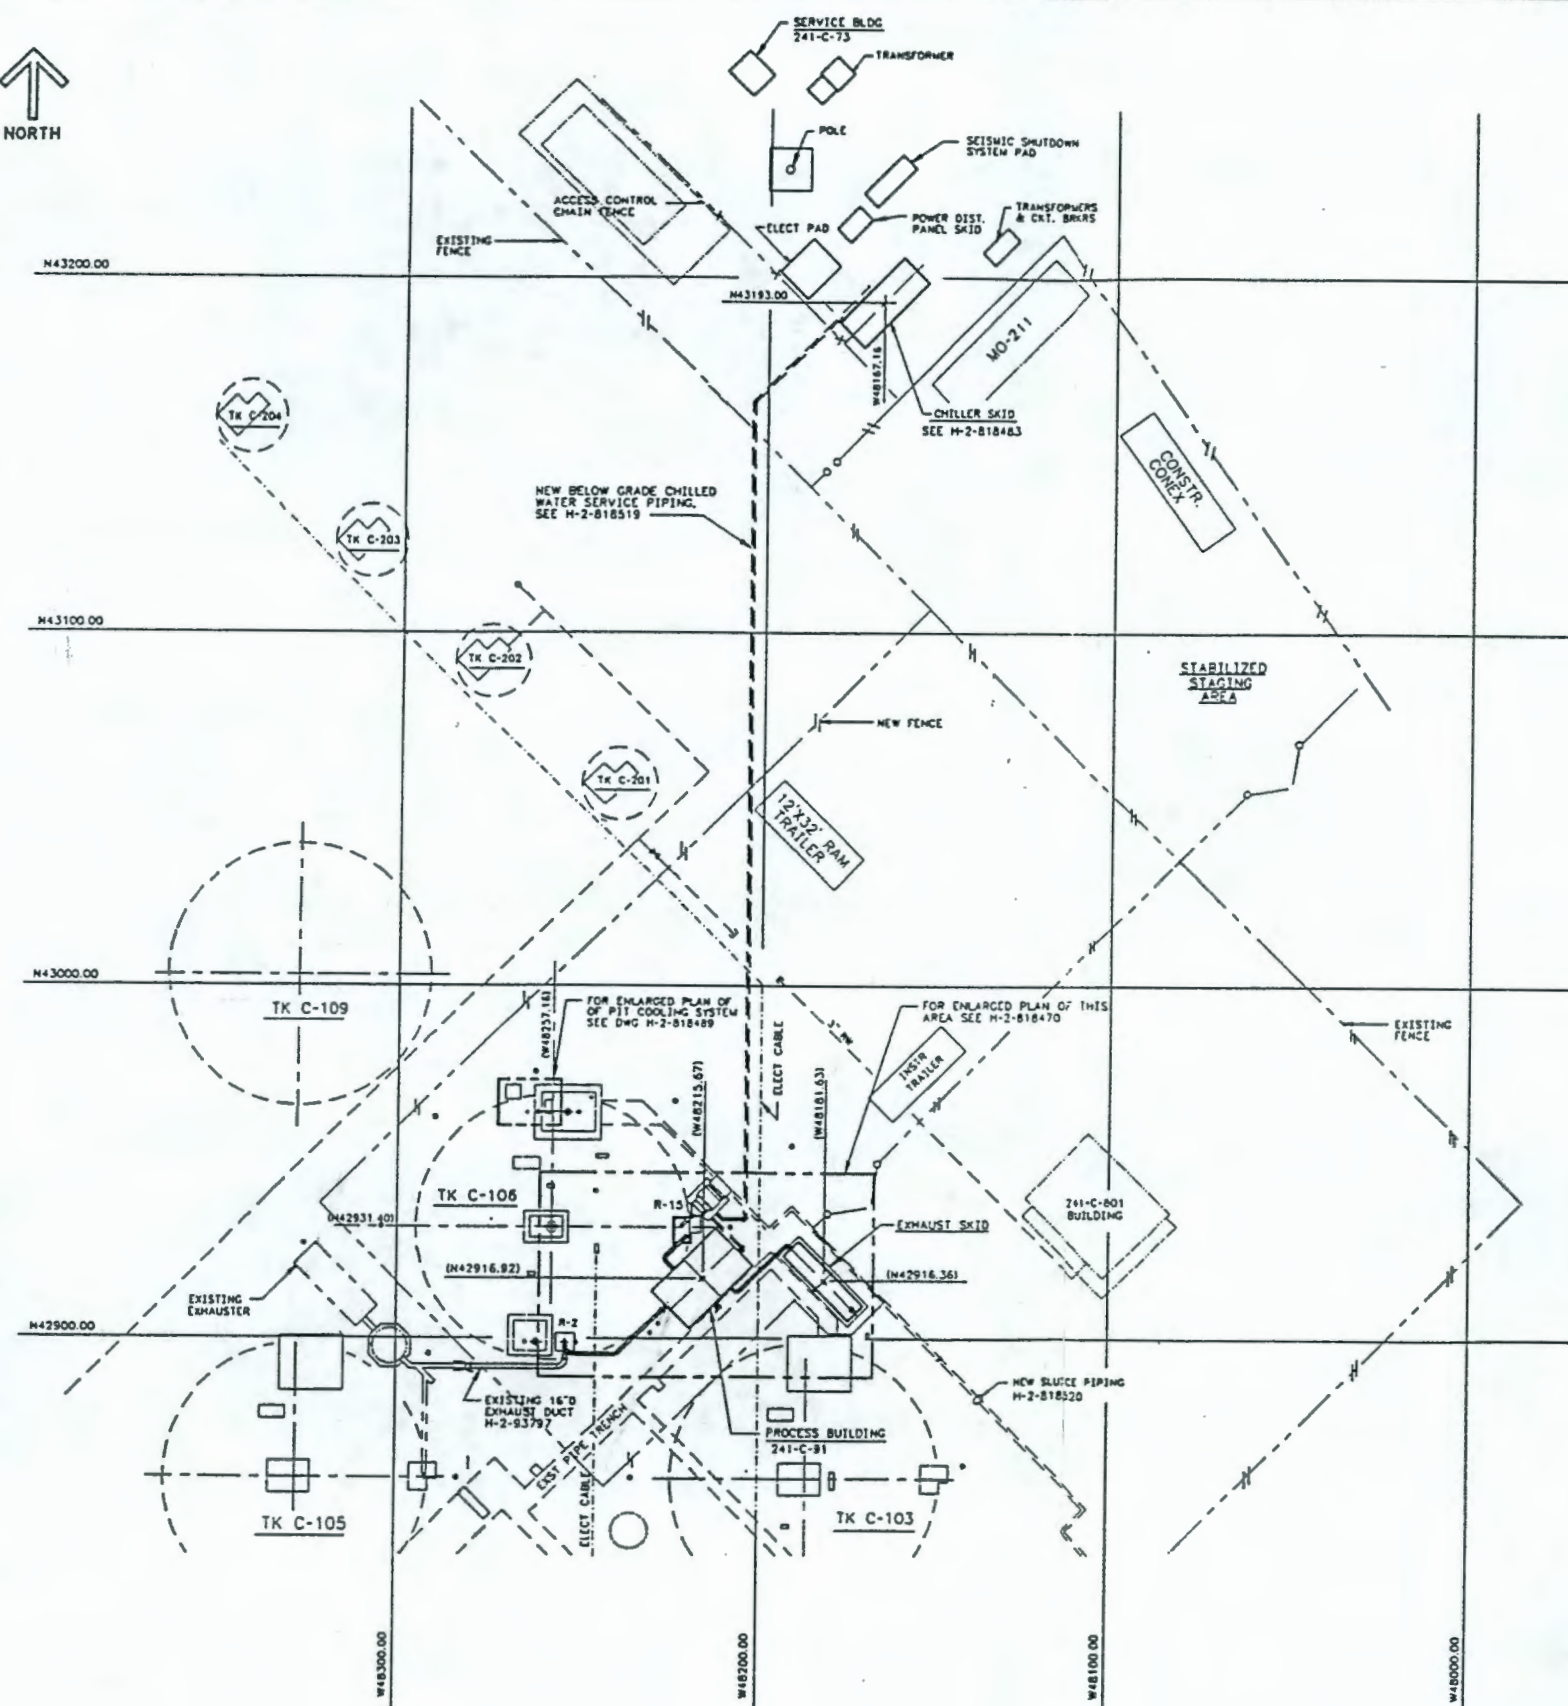 SERVICE BLDG
241-C-73
TRANSFORMER
NORTH
POLE
SEISMIC SHUTDOWN
SYSTEM PAD
ACCESS CONTROL
CHAIN FENCE
TRANSFORMERS
& CKT. BRKRS
POWER DIST.
PANEL SKID
ELECT PAD
EXISTING
FENCE
N43200.00
N43193.00
MO-211
W48167.16
TK C-204
CHILLER SKID
SEE H-2-818483
CONSTR.
CONEX
NEW BELOW GRADE CHILLED
WATER SERVICE PIPING,
SEE H-2-818519
TK C-203
N43100.00
TK C-202
STABILIZED
STAGING
AREA
NEW FENCE
TK C-201
12'X32' RAM
TRAILER
N43000.00
TK C-109
FOR ENLARGED PLAN OF
OF PIT COOLING SYSTEM
SEE DWG H-2-818489
(W48257.16)
FOR ENLARGED PLAN OF THIS
AREA SEE H-2-818470
3" RW
EXISTING
FENCE
ELECT CABLE
INSTR
TRAILER
(W48215.67)
(W48181.63)
TK C-106
R-15
241-C-801
BUILDING
(N42931.40)
EXHAUST SKID
(N42916.92)
(N42916.36)
EXISTING
EXHAUSTER
N42900.00
R-2
EXISTING 16"O
EXHAUST DUCT
H-2-93797
NEW SLUICE PIPING
H-2-818520
EXST PIPE TRENCH
PROCESS BUILDING
241-C-91
ELECT CABLE
TK C-105
TK C-103
W48300.00
W48200.00
W48100.00
W48000.00